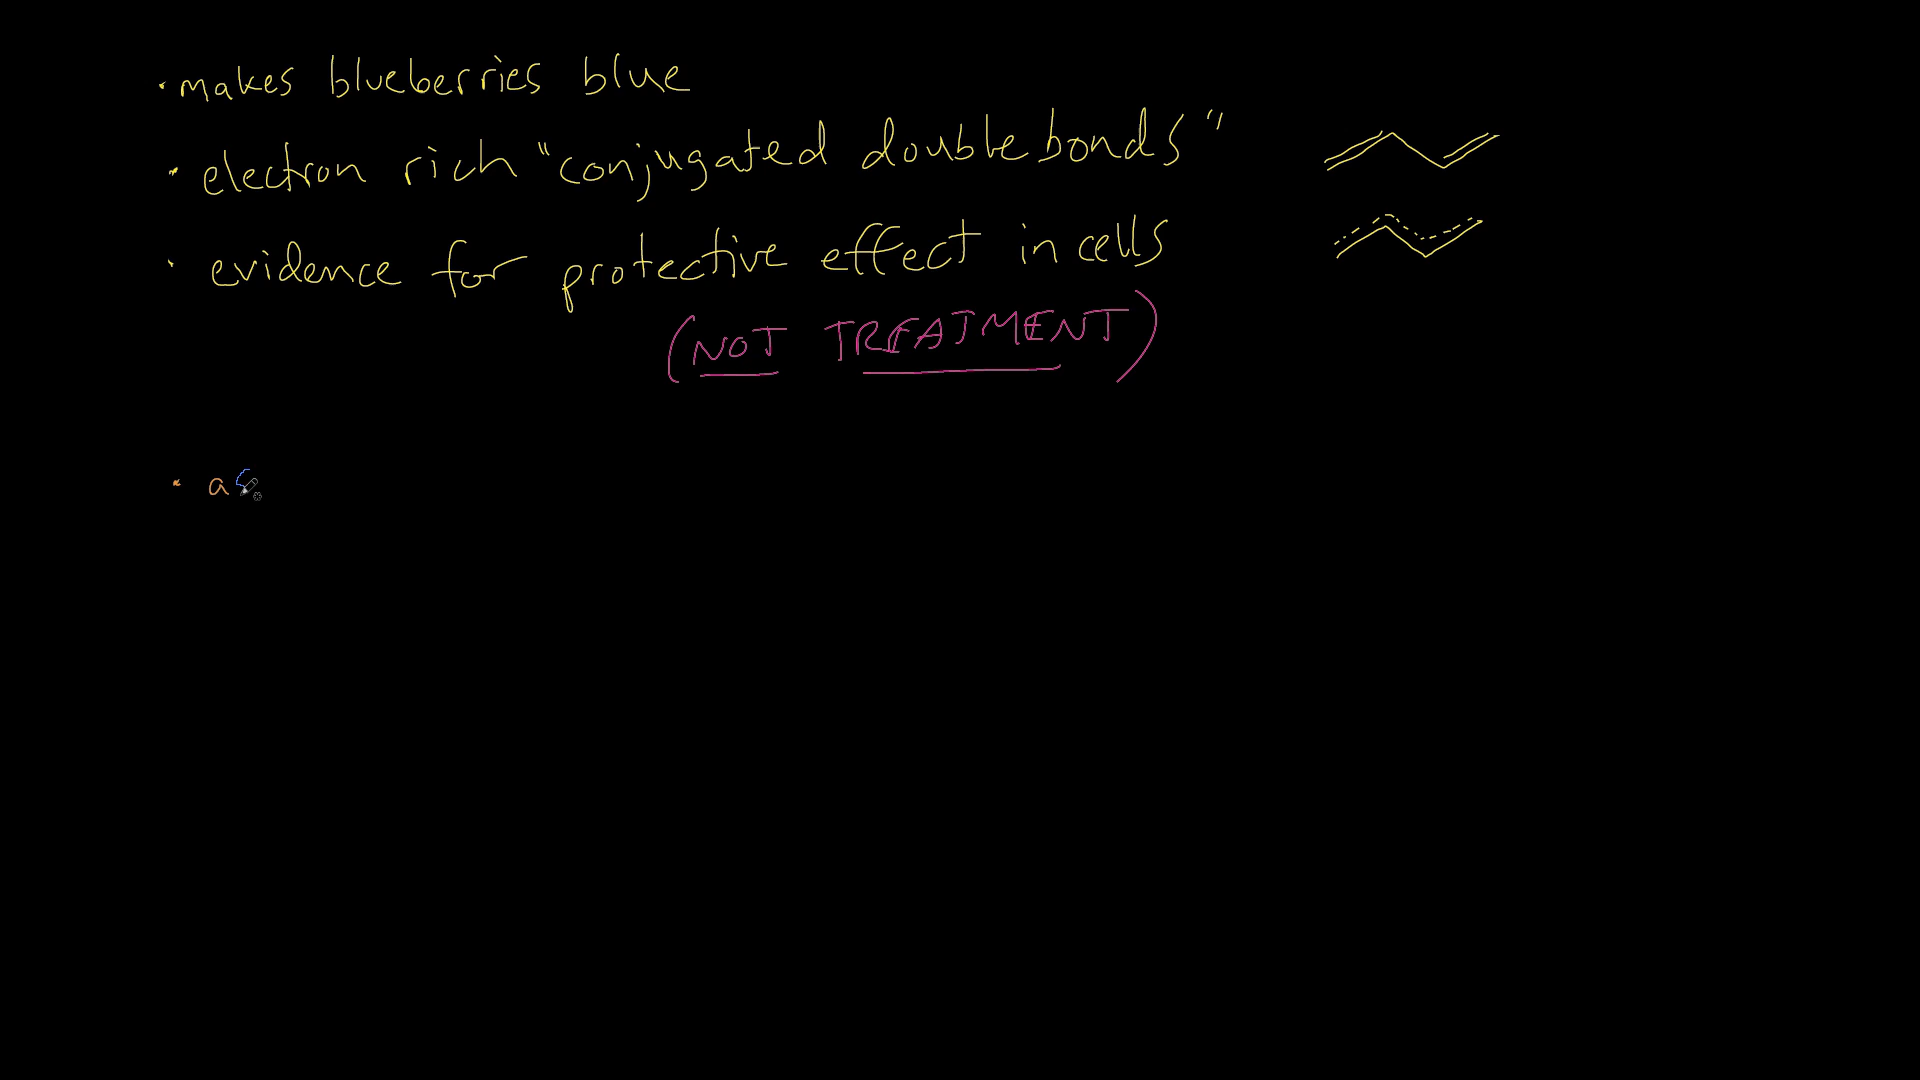 · makes blueberries blue
· electron rich "conjugated double bonds"
· evidence for protective effect in cells
(NOT TREATMENT)
· a